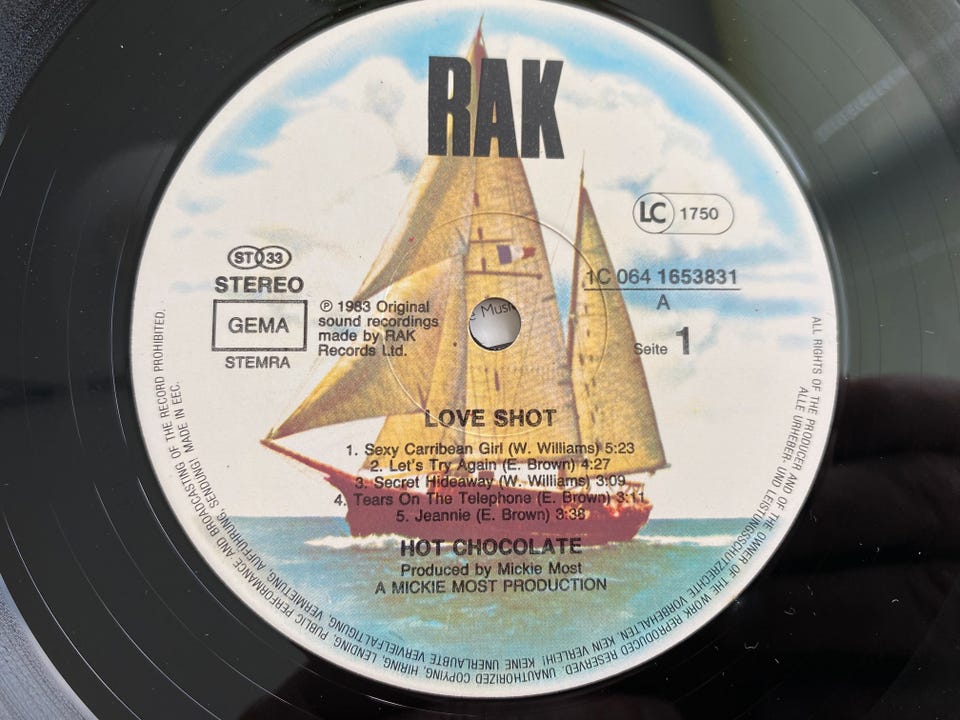 RAK
LC 1750
ST 33
STEREO
GEMA
STEMRA
℗ 1983 Original
sound recordings
made by RAK
Records Ltd.
Musi
1C 064 1653831
A
Seite 1
LOVE SHOT
1. Sexy Carribean Girl (W. Williams) 5:23
2. Let's Try Again (E. Brown) 4:27
3. Secret Hideaway (W. Williams) 3:09
4. Tears On The Telephone (E. Brown) 3:11
5. Jeannie (E. Brown) 3:38
HOT CHOCOLATE
Produced by Mickie Most
A MICKIE MOST PRODUCTION
ALL RIGHTS OF THE PRODUCER AND OF THE OWNER OF THE WORK REPRODUCED RESERVED. UNAUTHORIZED COPYING, HIRING, LENDING, PUBLIC PERFORMANCE AND BROADCASTING OF THE RECORD PROHIBITED.
ALLE URHEBER- UND LEISTUNGSSCHUTZRECHTE VORBEHALTEN. KEIN VERLEIH! KEINE UNERLAUBTE VERVIELFÄLTIGUNG, VERMIETUNG, AUFFÜHRUNG, SENDUNG! MADE IN EEC.